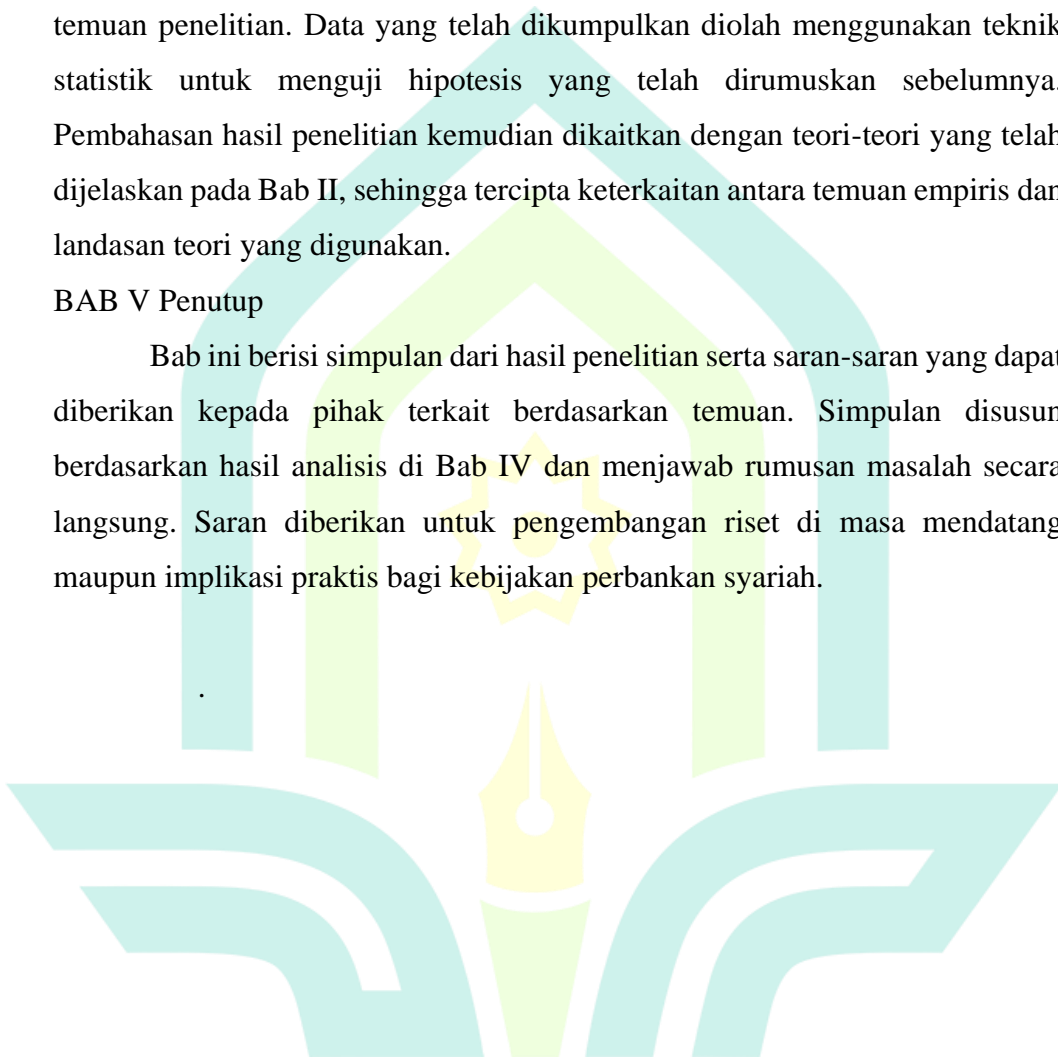 temuan penelitian. Data yang telah dikumpulkan diolah menggunakan teknik
statistik untuk menguji hipotesis yang telah dirumuskan sebelumnya.
Pembahasan hasil penelitian kemudian dikaitkan dengan teori-teori yang telah
dijelaskan pada Bab II, sehingga tercipta keterkaitan antara temuan empiris dan
landasan teori yang digunakan.
BAB V Penutup
Bab ini berisi simpulan dari hasil penelitian serta saran-saran yang dapat
diberikan kepada pihak terkait berdasarkan temuan. Simpulan disusun
berdasarkan hasil analisis di Bab IV dan menjawab rumusan masalah secara
langsung. Saran diberikan untuk pengembangan riset di masa mendatang
maupun implikasi praktis bagi kebijakan perbankan syariah.
.